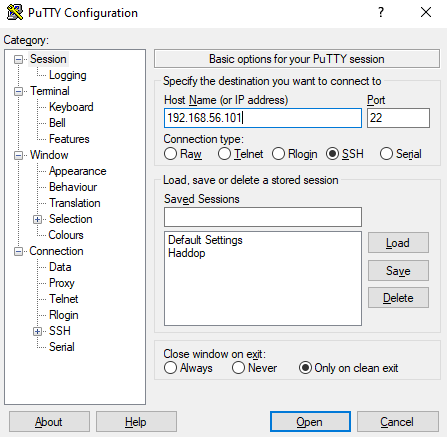 PuTTY Configuration
Category:
Session
Logging
Terminal
Keyboard
Bell
Features
Window
Appearance
Behaviour
Translation
Selection
Colours
Connection
Data
Proxy
Telnet
Rlogin
SSH
Serial
Basic options for your PuTTY session
Specify the destination you want to connect to
Host Name (or IP address) Port
192.168.56.101 22
Connection type:
Raw Telnet Rlogin SSH Serial
Load, save or delete a stored session
Saved Sessions
Default Settings
Haddop
Load
Save
Delete
Close window on exit:
Always Never Only on clean exit
About Help Open Cancel